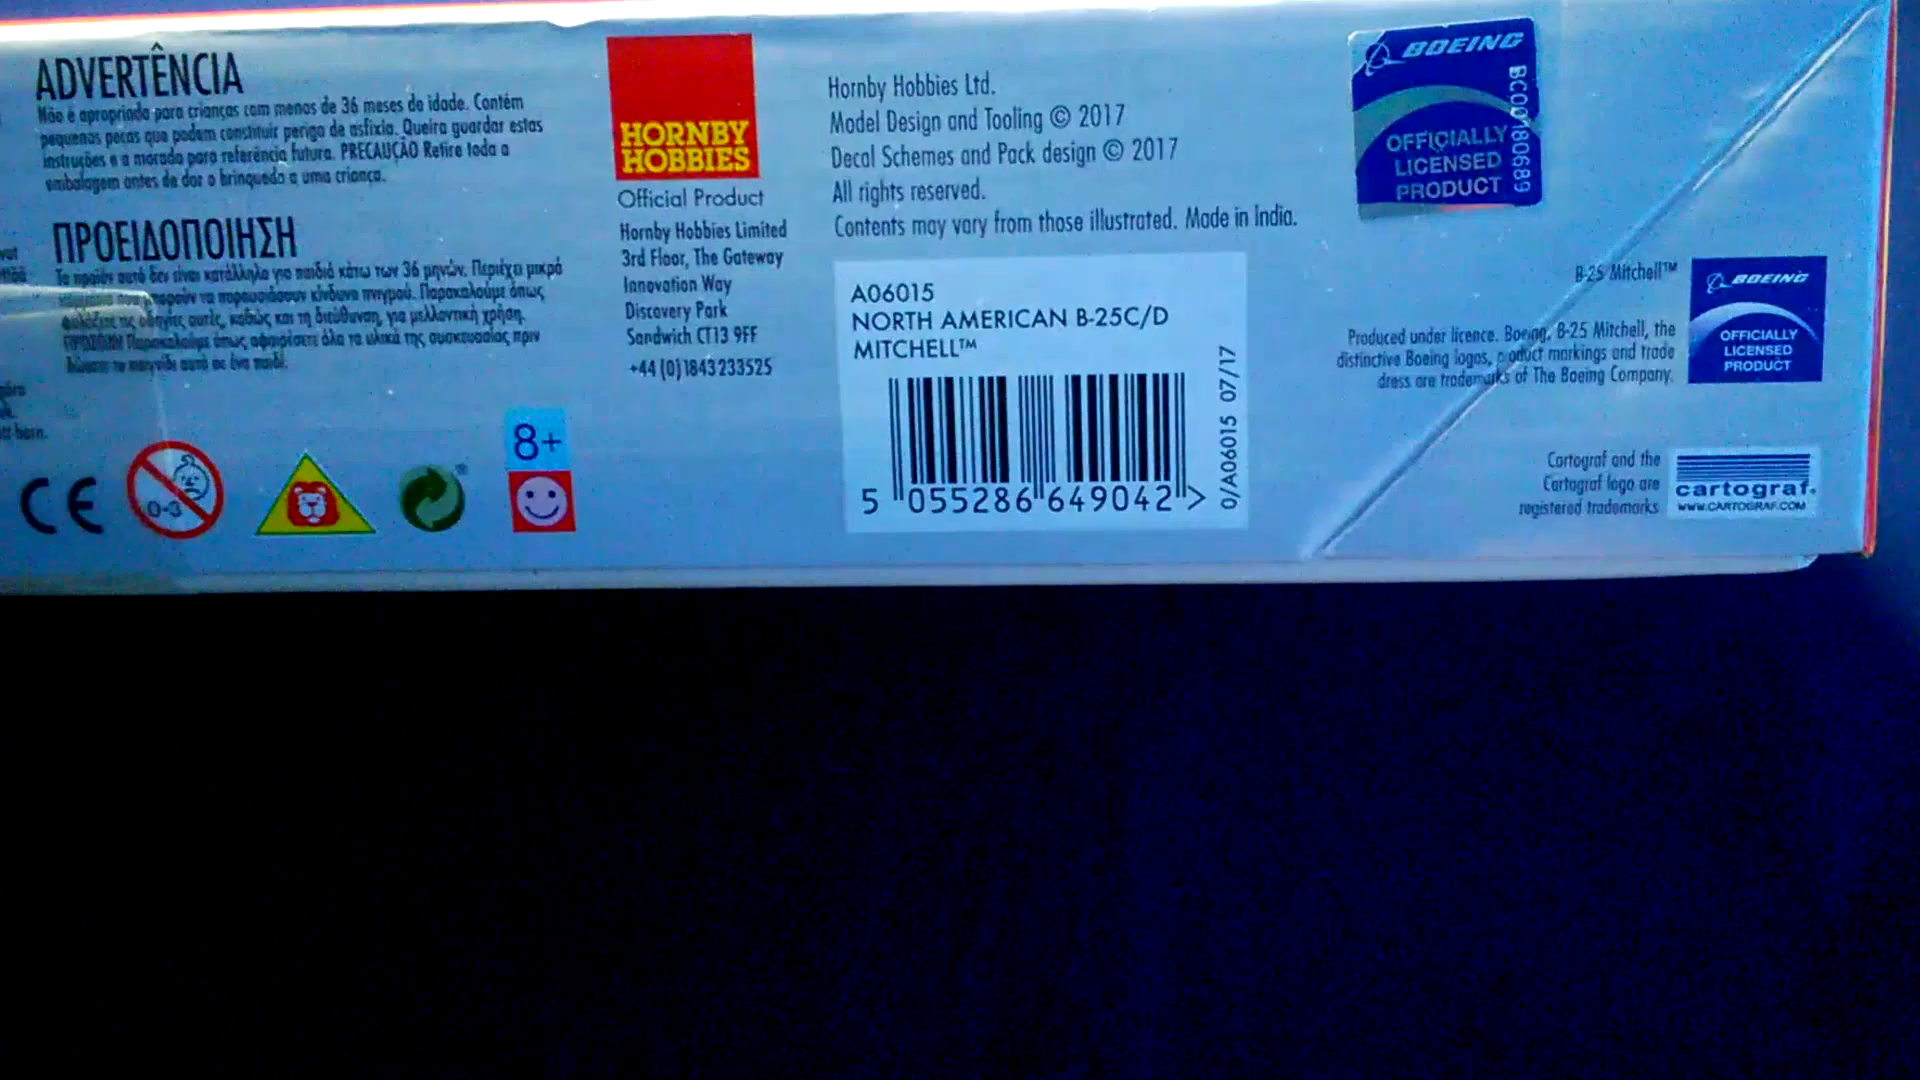 ADVERTÊNCIA
Não é apropriado para crianças com menos de 36 meses de idade. Contém
pequenas peças que podem constituir perigo de asfixia. Queira guardar estas
instruções e a morada para referência futura. PRECAUÇÃO Retire toda a
embalagem antes de dar o brinquedo a uma criança.
ΠΡΟΕΙΔΟΠΟΙΗΣΗ
Το προϊόν αυτό δεν είναι κατάλληλο για παιδιά κάτω των 36 μηνών. Περιέχει μικρά
να παρουσιάσουν κίνδυνο πνιγμού. Παρακαλούμε όπως
φυλάξετε τις οδηγίες αυτές, καθώς και τη διεύθυνση, για μελλοντική χρήση.
Παρακαλούμε όπως αφαιρέσετε όλα τα υλικά της συσκευασίας πριν
δώσετε το παιχνίδι αυτό σε ένα παιδί.
CE
0-3
8+
HORNBY
HOBBIES
Official Product
Hornby Hobbies Limited
3rd Floor, The Gateway
Innovation Way
Discovery Park
Sandwich CT13 9FF
+44 (0)1843 233525
Hornby Hobbies Ltd.
Model Design and Tooling © 2017
Decal Schemes and Pack design © 2017
All rights reserved.
Contents may vary from those illustrated. Made in India.
A06015
NORTH AMERICAN B-25C/D
MITCHELL™
5 055286 649042 >
0/A06015 07/17
BOEING
OFFICIALLY
LICENSED
PRODUCT
B-25 Mitchell™
Produced under licence. Boeing, B-25 Mitchell, the
distinctive Boeing logos, product markings and trade
dress are trademarks of The Boeing Company.
BOEING
OFFICIALLY
LICENSED
PRODUCT
Cartograf and the
Cartograf logo are
registered trademarks
cartograf.
WWW.CARTOGRAF.COM